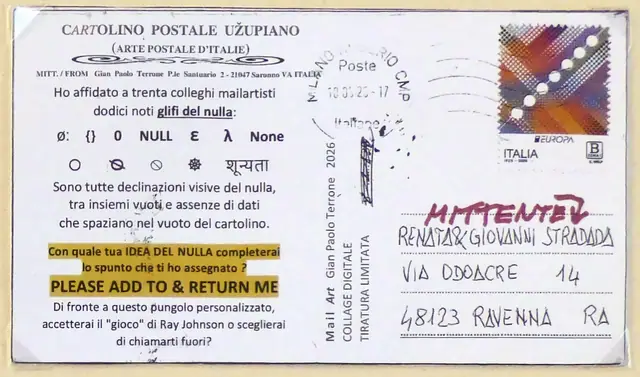 CARTOLINO POSTALE UŽUPIANO
(ARTE POSTALE D'ITALIE)
MITT. / FROM Gian Paolo Terrone P.le Santuario 2 - 21047 Saronno VA ITALIA
Ho affidato a trenta colleghi mailartisti
dodici noti glifi del nulla:
Ø: {} 0 NULL ε λ None
शून्यता
Sono tutte declinazioni visive del nulla,
tra insiemi vuoti e assenze di dati
che spaziano nel vuoto del cartolino.
Con quale tua IDEA DEL NULLA completerai
lo spunto che ti ho assegnato ?
PLEASE ADD TO & RETURN ME
Di fronte a questo pungolo personalizzato,
accetterai il "gioco" di Ray Johnson o sceglierai
di chiamarti fuori?
Mail Art Gian Paolo Terrone 2026
COLLAGE DIGITALE
TIRATURA LIMITATA
MILANO CMP
Poste
- 17
Italiane
EUROPA
ITALIA
B
MITTENTE
RENATA & GIOVANNI STRADADA
VIA ODOACRE 14
48123 RAVENNA RA